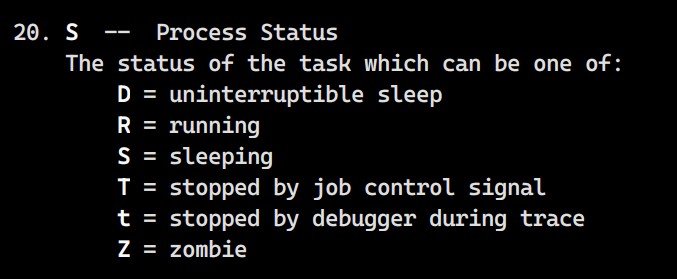 20. S  --  Process Status
The status of the task which can be one of:
D = uninterruptible sleep
R = running
S = sleeping
T = stopped by job control signal
t = stopped by debugger during trace
Z = zombie